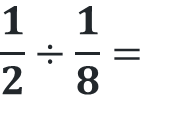 1/2 ÷ 1/8 =